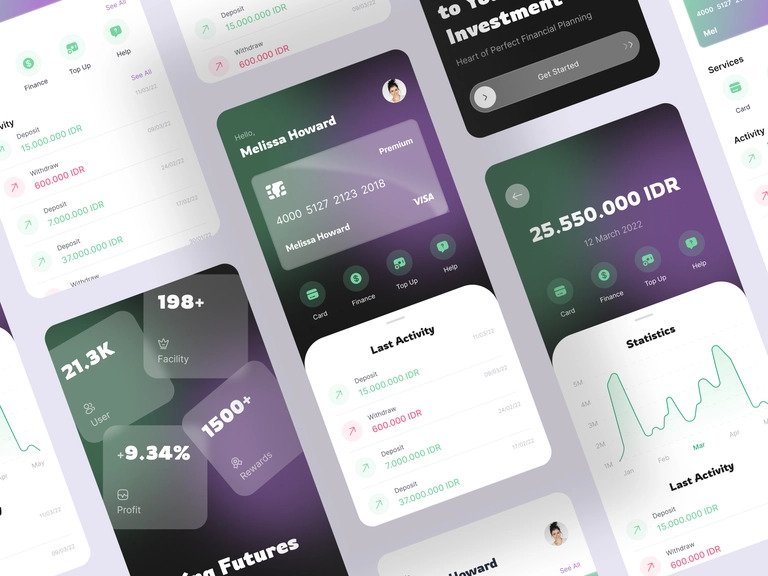 See All
Finance
Top Up
Help
See All
11/03/22
Deposit
15.000.000 IDR
09/03/22
Withdraw
600.000 IDR
24/02/22
Deposit
7.000.000 IDR
17/02/22
Deposit
37.000.000 IDR
Withdraw
Deposit
15.000.000 IDR
09/03/22
Withdraw
600.000 IDR
to Your
Investment
Heart of Perfect Financial Planning
Get Started
4000 5127
Mel
Services
Card
Activity
Hello,
Melissa Howard
Premium
4000 5127 2123 2018
Melissa Howard
VISA
Card
Finance
Top Up
Help
Last Activity
11/03/22
Deposit
15.000.000 IDR
09/03/22
Withdraw
600.000 IDR
24/02/22
Deposit
7.000.000 IDR
17/02/22
Deposit
37.000.000 IDR
25.550.000 IDR
12 March 2022
Card
Finance
Top Up
Help
Statistics
5M
4M
3M
2M
1M
Jan
Feb
Mar
Apr
Last Activity
Deposit
15.000.000 IDR
Withdraw
600.000 IDR
198+
Facility
21.3K
User
1500+
Rewards
+9.34%
Profit
Futures
Apr
May
11/03/22
09/03/22
Howard
See All